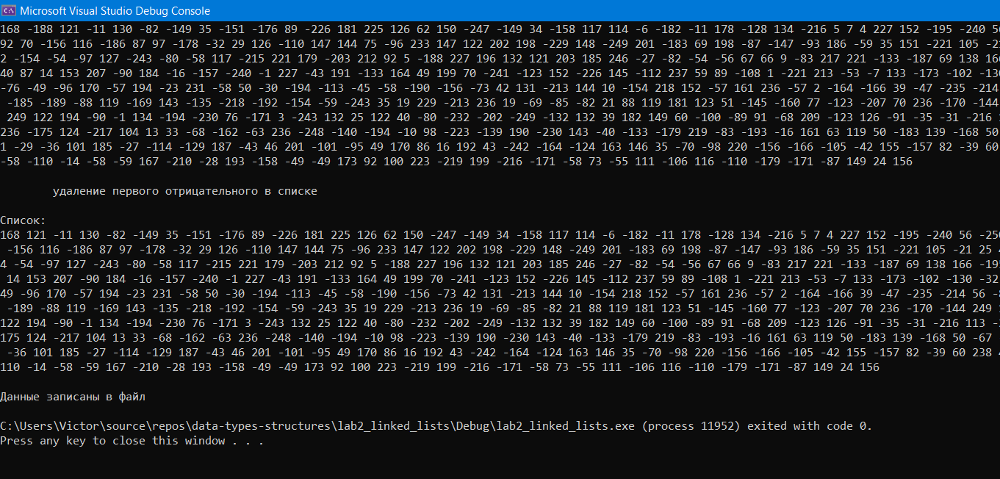 Microsoft Visual Studio Debug Console
168 -188 121 -11 130 -82 -149 35 -151 -176 89 -226 181 225 126 62 150 -247 -149 34 -158 117 114 -6 -182 -11 178 -128 134 -216 5 7 4 227 152 -195 -240
92 70 -156 116 -186 87 97 -178 -32 29 126 -110 147 144 75 -96 233 147 122 202 198 -229 148 -249 201 -183 69 198 -87 -147 -93 186 -59 35 151 -221 105
2 -154 -54 -97 127 -243 -80 -58 117 -215 221 179 -203 212 92 5 -188 227 196 132 121 203 185 246 -27 -82 -54 -56 67 66 9 -83 217 221 -133 -187 69 138
40 87 14 153 207 -90 184 -16 -157 -240 -1 227 -43 191 -133 164 49 199 70 -241 -123 152 -226 145 -112 237 59 89 -108 1 -221 213 -53 -7 133 -173 -102
-76 -49 -96 170 -57 194 -23 231 -58 50 -30 -194 -113 -45 -58 -190 -156 -73 42 131 -213 144 10 -154 218 152 -57 161 236 -57 2 -164 -166 39 -47 -235 -214
-185 -189 -88 119 -169 143 -135 -218 -192 -154 -59 -243 35 19 229 -213 236 19 -69 -85 -82 21 88 119 181 123 51 -145 -160 77 -123 -207 70 236 -170 -144
249 122 194 -90 -1 134 -194 -230 76 -171 3 -243 132 25 122 40 -80 -232 -202 -249 -132 132 39 182 149 60 -100 -89 91 -68 209 -123 126 -91 -35 -31 -216
236 -175 124 -217 104 13 33 -68 -162 -63 236 -248 -140 -194 -10 98 -223 -139 190 -230 143 -40 -133 -179 219 -83 -193 -16 161 63 119 50 -183 139 -168 50
1 -29 -36 101 185 -27 -114 -129 187 -43 46 201 -101 -95 49 170 86 16 192 43 -242 -164 -124 163 146 35 -70 -98 220 -156 -166 -105 -42 155 -157 82 -39 60
-58 -110 -14 -58 -59 167 -210 -28 193 -158 -49 -49 173 92 100 223 -219 199 -216 -171 -58 73 -55 111 -106 116 -110 -179 -171 -87 149 24 156
удаление первого отрицательного в списке
Список:
168 121 -11 130 -82 -149 35 -151 -176 89 -226 181 225 126 62 150 -247 -149 34 -158 117 114 -6 -182 -11 178 -128 134 -216 5 7 4 227 152 -195 -240 56
-156 116 -186 87 97 -178 -32 29 126 -110 147 144 75 -96 233 147 122 202 198 -229 148 -249 201 -183 69 198 -87 -147 -93 186 -59 35 151 -221 105 -21 25
4 -54 -97 127 -243 -80 -58 117 -215 221 179 -203 212 92 5 -188 227 196 132 121 203 185 246 -27 -82 -54 -56 67 66 9 -83 217 221 -133 -187 69 138 166
14 153 207 -90 184 -16 -157 -240 -1 227 -43 191 -133 164 49 199 70 -241 -123 152 -226 145 -112 237 59 89 -108 1 -221 213 -53 -7 133 -173 -102 -130 -32
49 -96 170 -57 194 -23 231 -58 50 -30 -194 -113 -45 -58 -190 -156 -73 42 131 -213 144 10 -154 218 152 -57 161 236 -57 2 -164 -166 39 -47 -235 -214 56
-189 -88 119 -169 143 -135 -218 -192 -154 -59 -243 35 19 229 -213 236 19 -69 -85 -82 21 88 119 181 123 51 -145 -160 77 -123 -207 70 236 -170 -144 249
122 194 -90 -1 134 -194 -230 76 -171 3 -243 132 25 122 40 -80 -232 -202 -249 -132 132 39 182 149 60 -100 -89 91 -68 209 -123 126 -91 -35 -31 -216 113
175 124 -217 104 13 33 -68 -162 -63 236 -248 -140 -194 -10 98 -223 -139 190 -230 143 -40 -133 -179 219 -83 -193 -16 161 63 119 50 -183 139 -168 50 -67
-36 101 185 -27 -114 -129 187 -43 46 201 -101 -95 49 170 86 16 192 43 -242 -164 -124 163 146 35 -70 -98 220 -156 -166 -105 -42 155 -157 82 -39 60 238
110 -14 -58 -59 167 -210 -28 193 -158 -49 -49 173 92 100 223 -219 199 -216 -171 -58 73 -55 111 -106 116 -110 -179 -171 -87 149 24 156
Данные записаны в файл
C:\Users\Victor\source\repos\data-types-structures\lab2_linked_lists\Debug\lab2_linked_lists.exe (process 11952) exited with code 0.
Press any key to close this window . . .